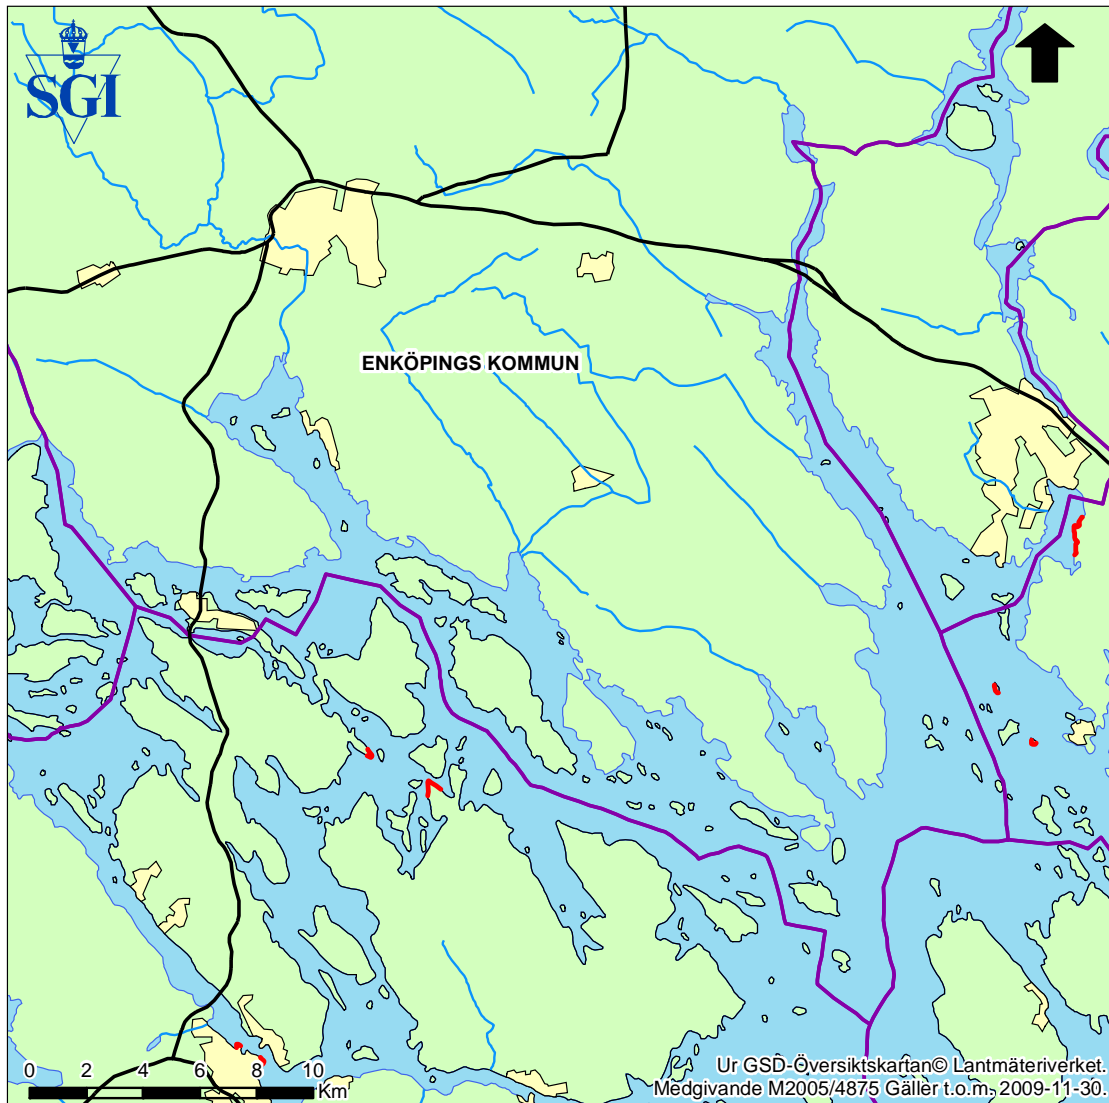 SGI
ENKÖPINGS KOMMUN
0 2 4 6 8 10
Km
Ur GSD-Översiktskartan© Lantmäteriverket.
Medgivande M2005/4875 Gäller t.o.m. 2009-11-30.